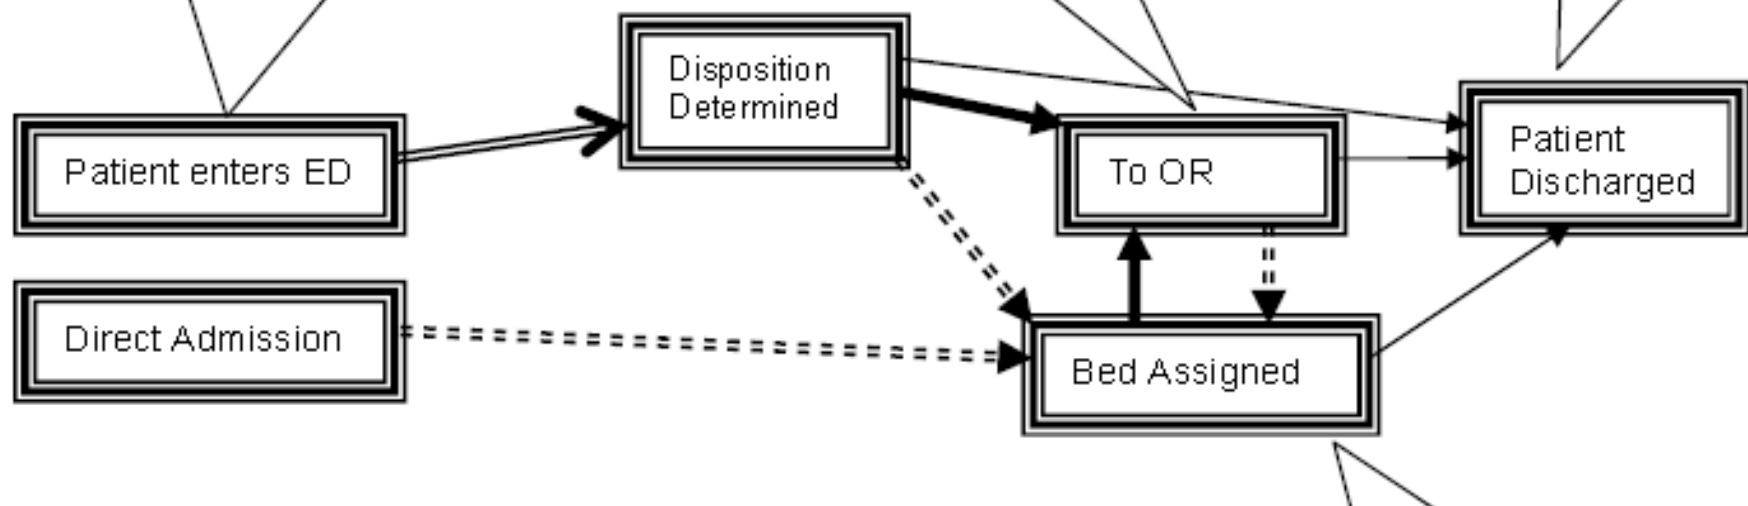 Disposition
Determined
Patient enters ED
To OR
Patient
Discharged
Direct Admission
Bed Assigned